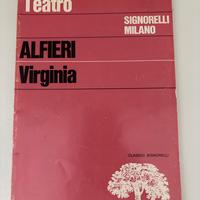 Teatro
SIGNORELLI
MILANO
ALFIERI
Virginia
CLASSICI SIGNORELLI